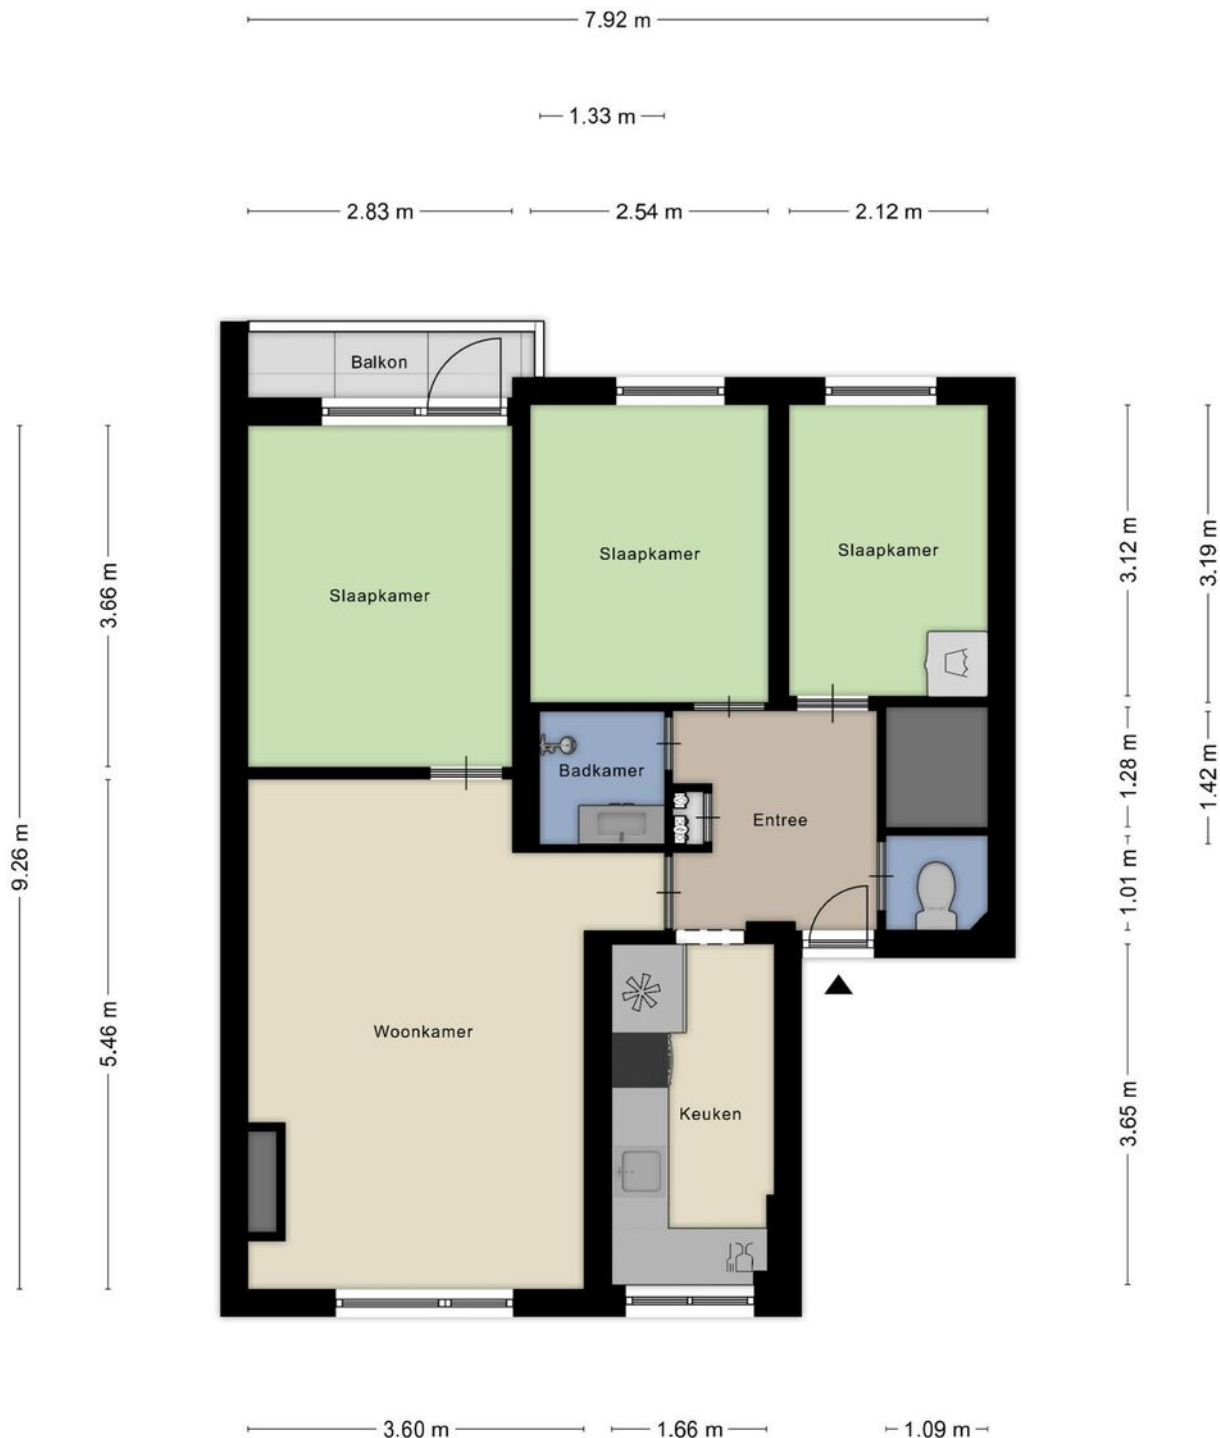 7.92 m
1.33 m
2.83 m
2.54 m
2.12 m
Balkon
Slaapkamer
Slaapkamer
Slaapkamer
3.66 m
3.12 m
3.19 m
9.26 m
Badkamer
Entree
1.28 m
1.42 m
1.01 m
5.46 m
Woonkamer
Keuken
3.65 m
3.60 m
1.66 m
1.09 m